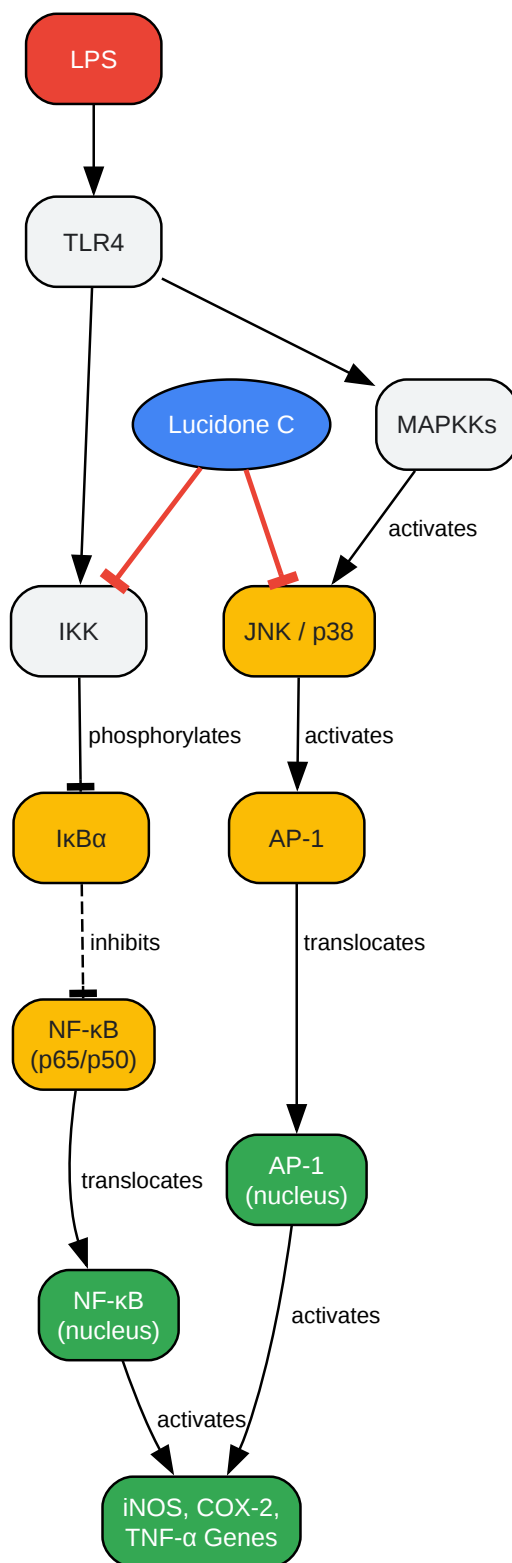 LPS
TLR4
Lucidone C
MAPKKs
activates
IKK
JNK / p38
phosphorylates
activates
IκBα
AP-1
inhibits
translocates
NF-κB
(p65/p50)
AP-1
(nucleus)
translocates
NF-κB
(nucleus)
activates
activates
iNOS, COX-2,
TNF-α Genes